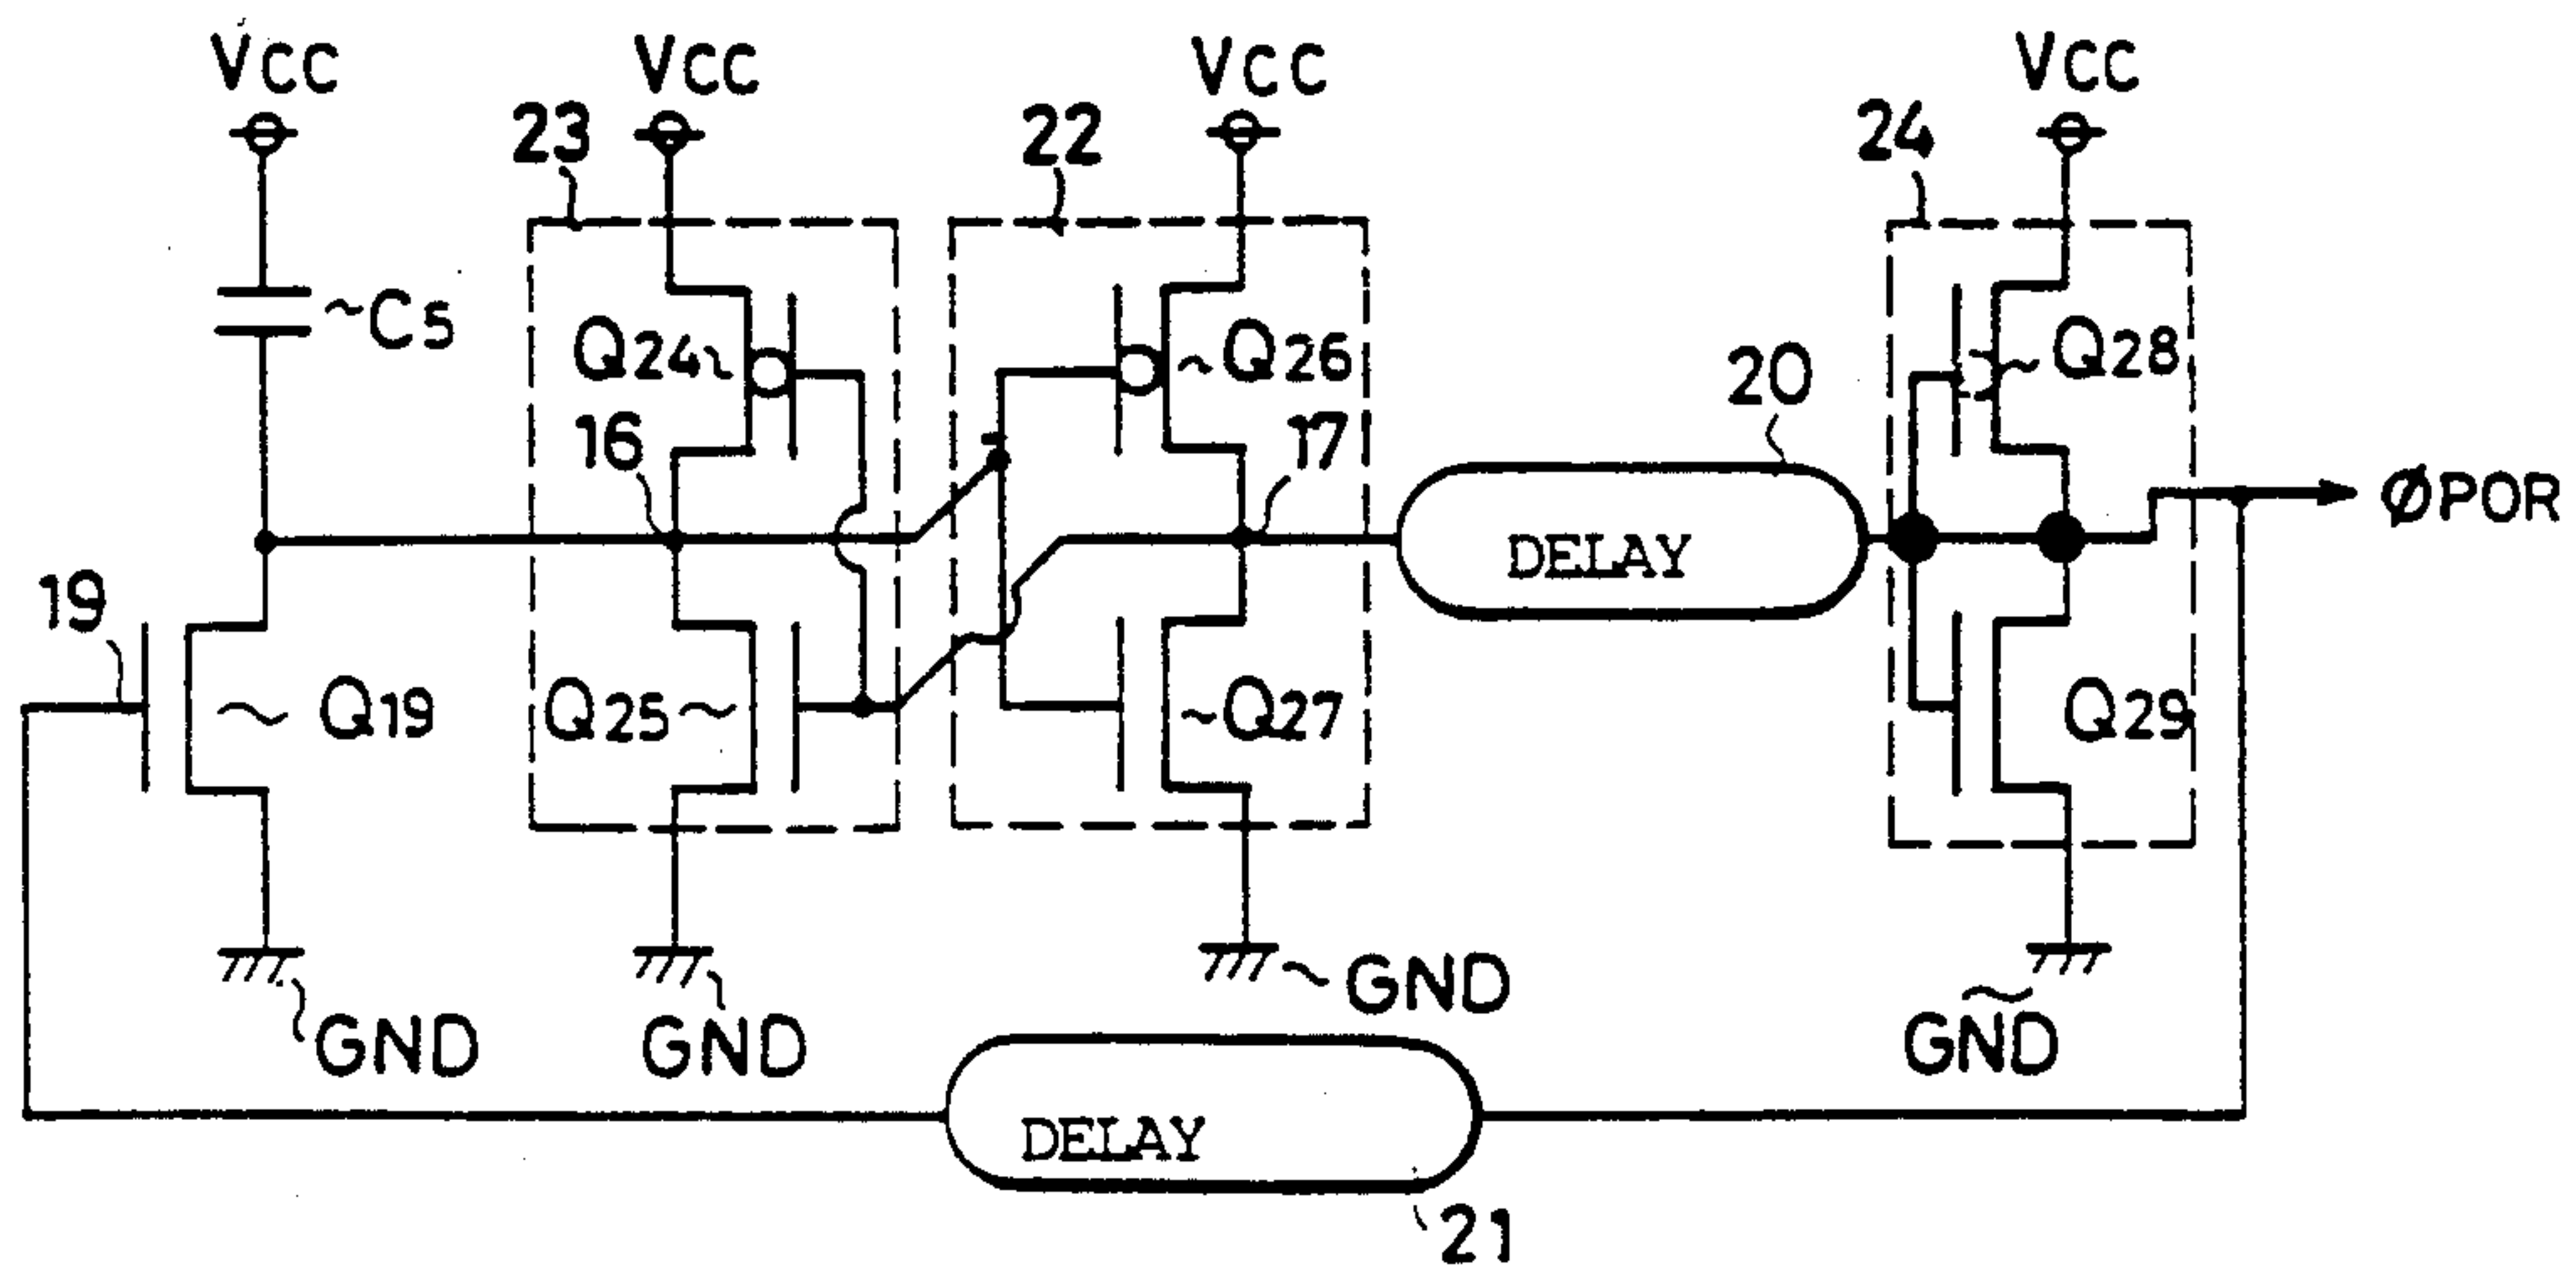 VCC
VCC
VCC
VCC
23
22
24
~C5
Q24
Q26
20
Q28
16
17
ØPOR
DELAY
19
Q19
Q25
Q27
Q29
GND
GND
GND
GND
DELAY
21